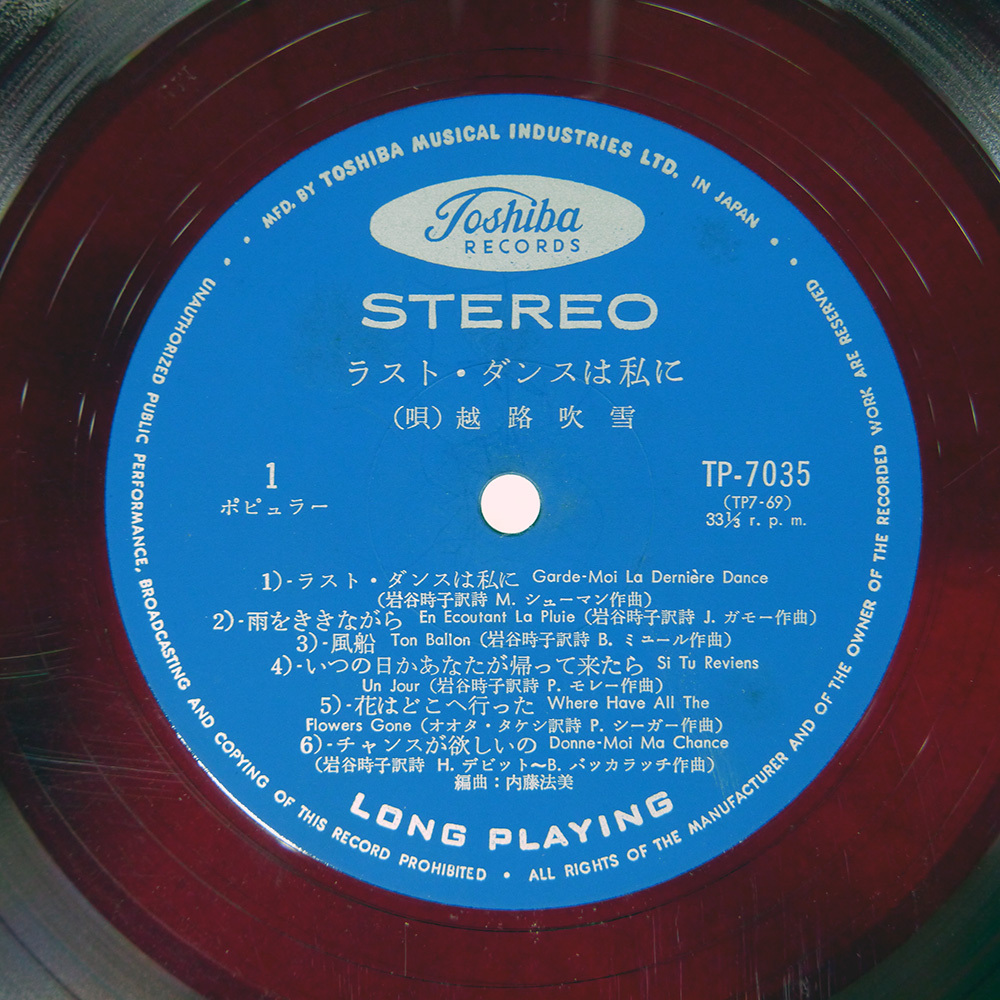 MFD. BY TOSHIBA MUSICAL INDUSTRIES LTD. IN JAPAN
Toshiba
RECORDS
STEREO
ラスト・ダンスは私に
(唄) 越路吹雪
1
ポピュラー
TP-7035
(TP7-69)
33⅓ r. p. m.
1)-ラスト・ダンスは私に Garde-Moi La Dernière Dance
(岩谷時子訳詩 M. シューマン作曲)
2)-雨をききながら En Ecoutant La Pluie (岩谷時子訳詩 J. ガモー作曲)
3)-風船 Ton Ballon (岩谷時子訳詩 B. ミュール作曲)
4)-いつの日かあなたが帰って来たら Si Tu Reviens
Un Jour (岩谷時子訳詩 P. モレー作曲)
5)-花はどこへ行った Where Have All The
Flowers Gone (オオタ・タケシ訳詩 P. シーガー作曲)
6)-チャンスが欲しいの Donne-Moi Ma Chance
(岩谷時子訳詩 H. デビット〜B. バッカラッチ作曲)
編曲：内藤法美
LONG PLAYING
UNAUTHORIZED PUBLIC PERFORMANCE, BROADCASTING AND COPYING OF THIS RECORD PROHIBITED • ALL RIGHTS OF THE MANUFACTURER AND OF THE OWNER OF THE RECORDED WORK ARE RESERVED